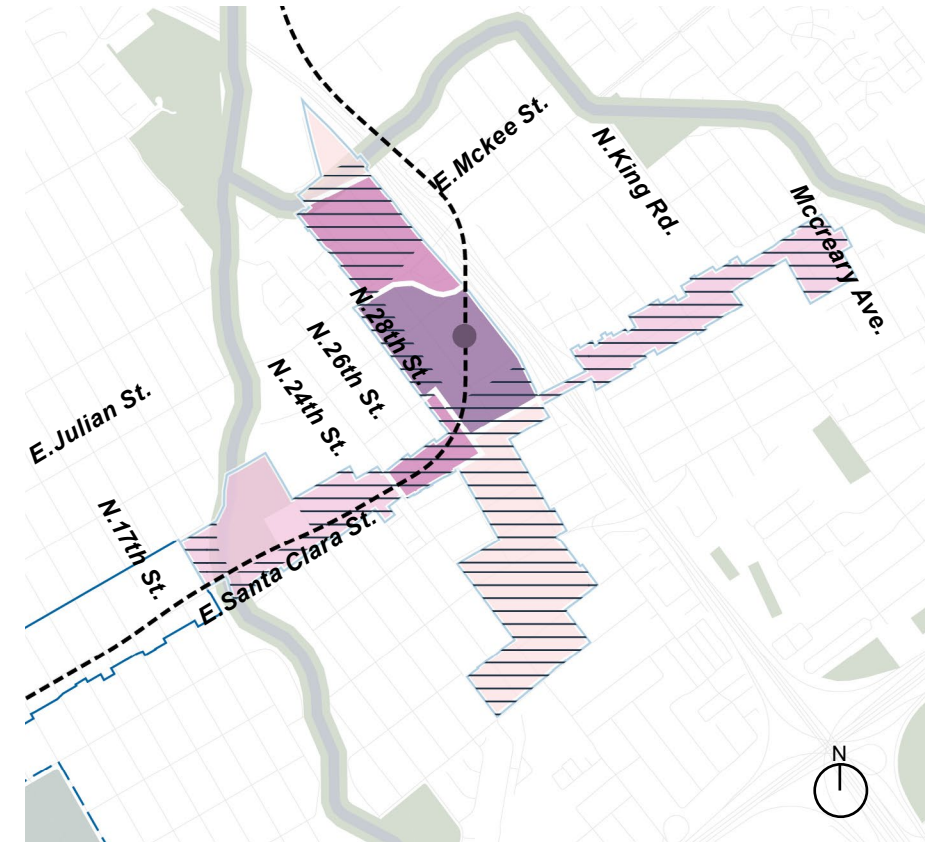 E.Mckee St.
N.King Rd.
Mccreary Ave.
N.28th St.
N.26th St.
N.24th St.
E.Julian St.
N.17th St.
E.Santa Clara St.
N